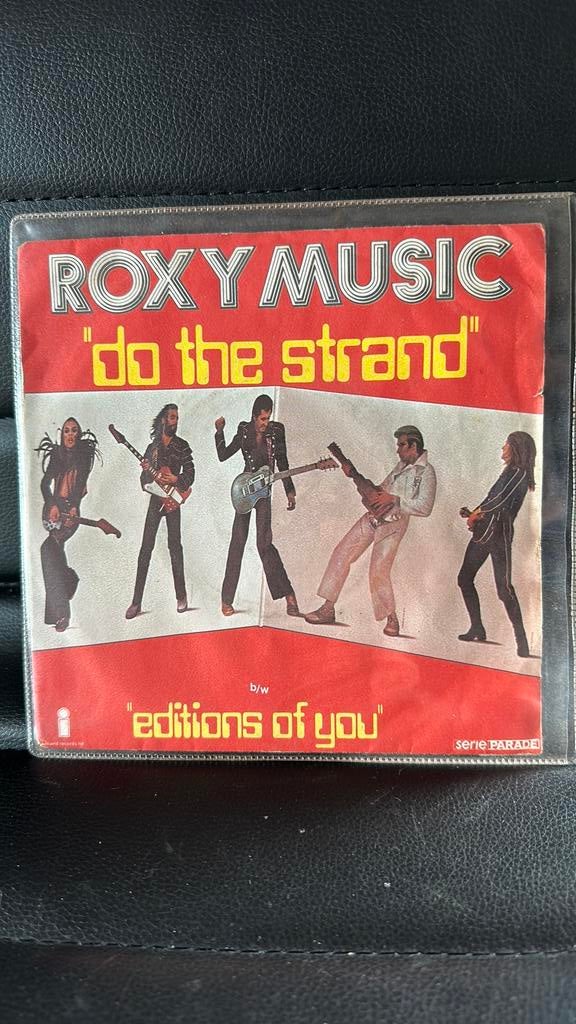 ROXY MUSIC
"do the strand"
b/w
"editions of you"
i
serie PARADE